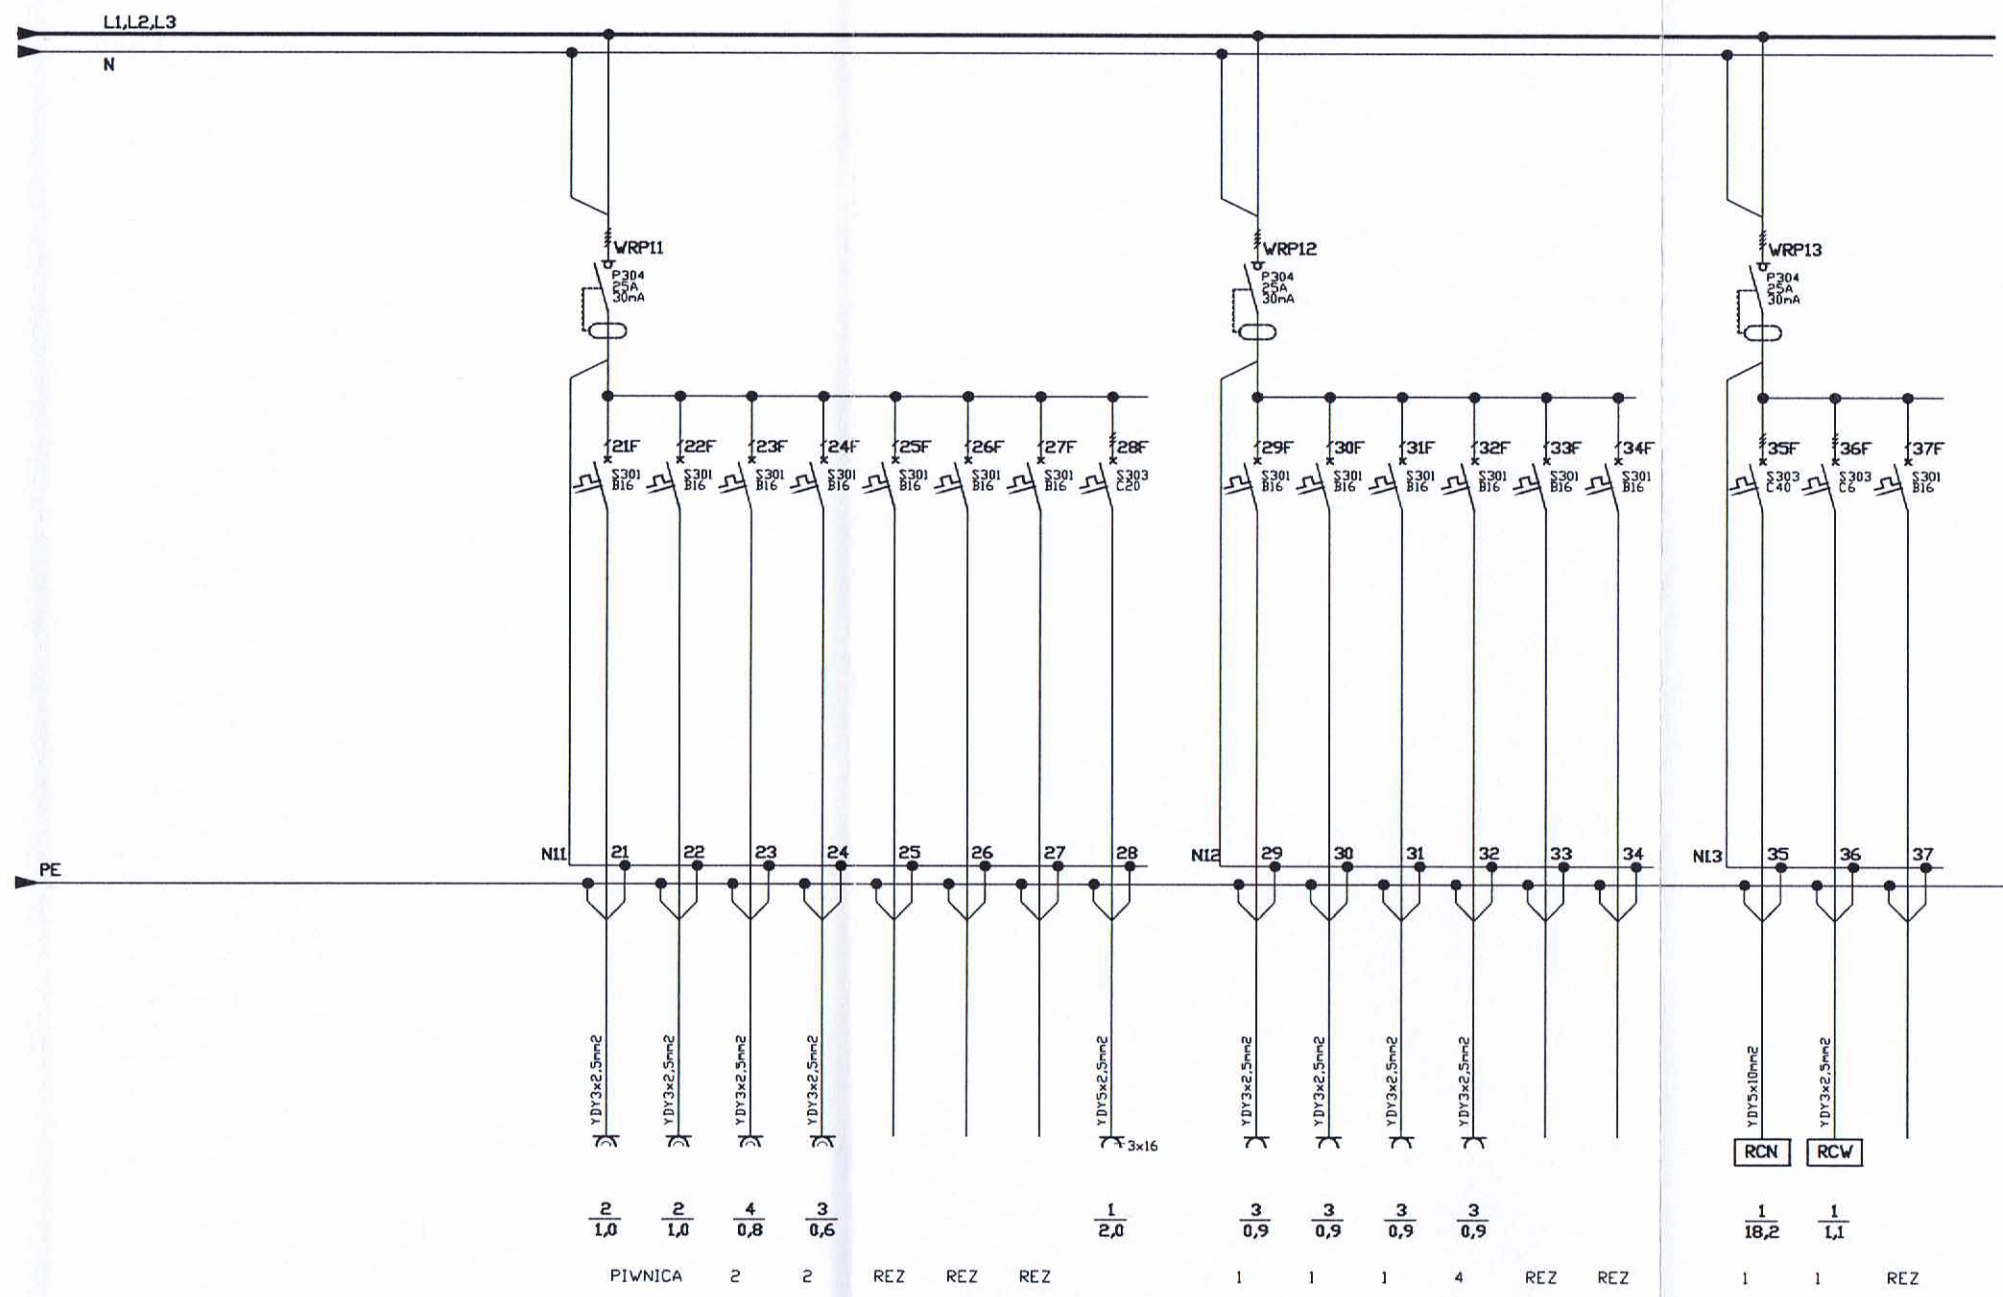 L1,L2,L3
N
WRP11 WRP12 WRP13
P304 P304 P304
25A 25A 25A
30mA 30mA 30mA
21F 22F 23F 24F 25F 26F 27F 28F 29F 30F 31F 32F 33F 34F 35F 36F 37F
S301 S301 S301 S301 S301 S301 S301 S303 S301 S301 S301 S301 S301 S301 S303 S303 S301
B16 B16 B16 B16 B16 B16 B16 C20 B16 B16 B16 B16 B16 B16 C40 C6 B16
N11 21 22 23 24 25 26 27 28 N12 29 30 31 32 33 34 N13 35 36 37
PE
YDY3x2,5mm2 YDY3x2,5mm2 YDY3x2,5mm2 YDY3x2,5mm2 YDY5x2,5mm2 YDY3x2,5mm2 YDY3x2,5mm2 YDY3x2,5mm2 YDY3x2,5mm2 YDY5x10mm2 YDY3x2,5mm2
3x16
RCN RCW
2 2 4 3 1 3 3 3 3 1 1
1,0 1,0 0,8 0,6 2,0 0,9 0,9 0,9 0,9 18,2 1,1
PIWNICA 2 2 REZ REZ REZ 1 1 1 4 REZ REZ 1 1 REZ